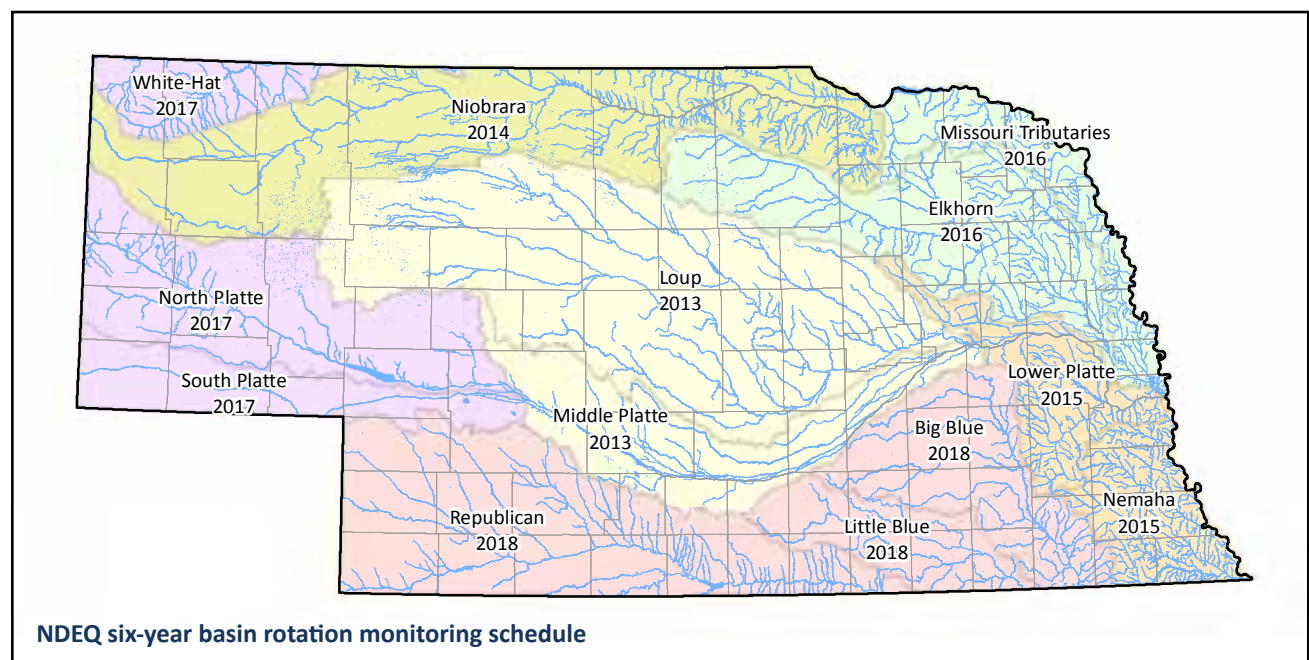 White-Hat
2017
Niobrara
2014
Missouri Tributaries
2016
Elkhorn
2016
Loup
2013
North Platte
2017
South Platte
2017
Lower Platte
2015
Middle Platte
2013
Big Blue
2018
Nemaha
2015
Republican
2018
Little Blue
2018
NDEQ six-year basin rotation monitoring schedule